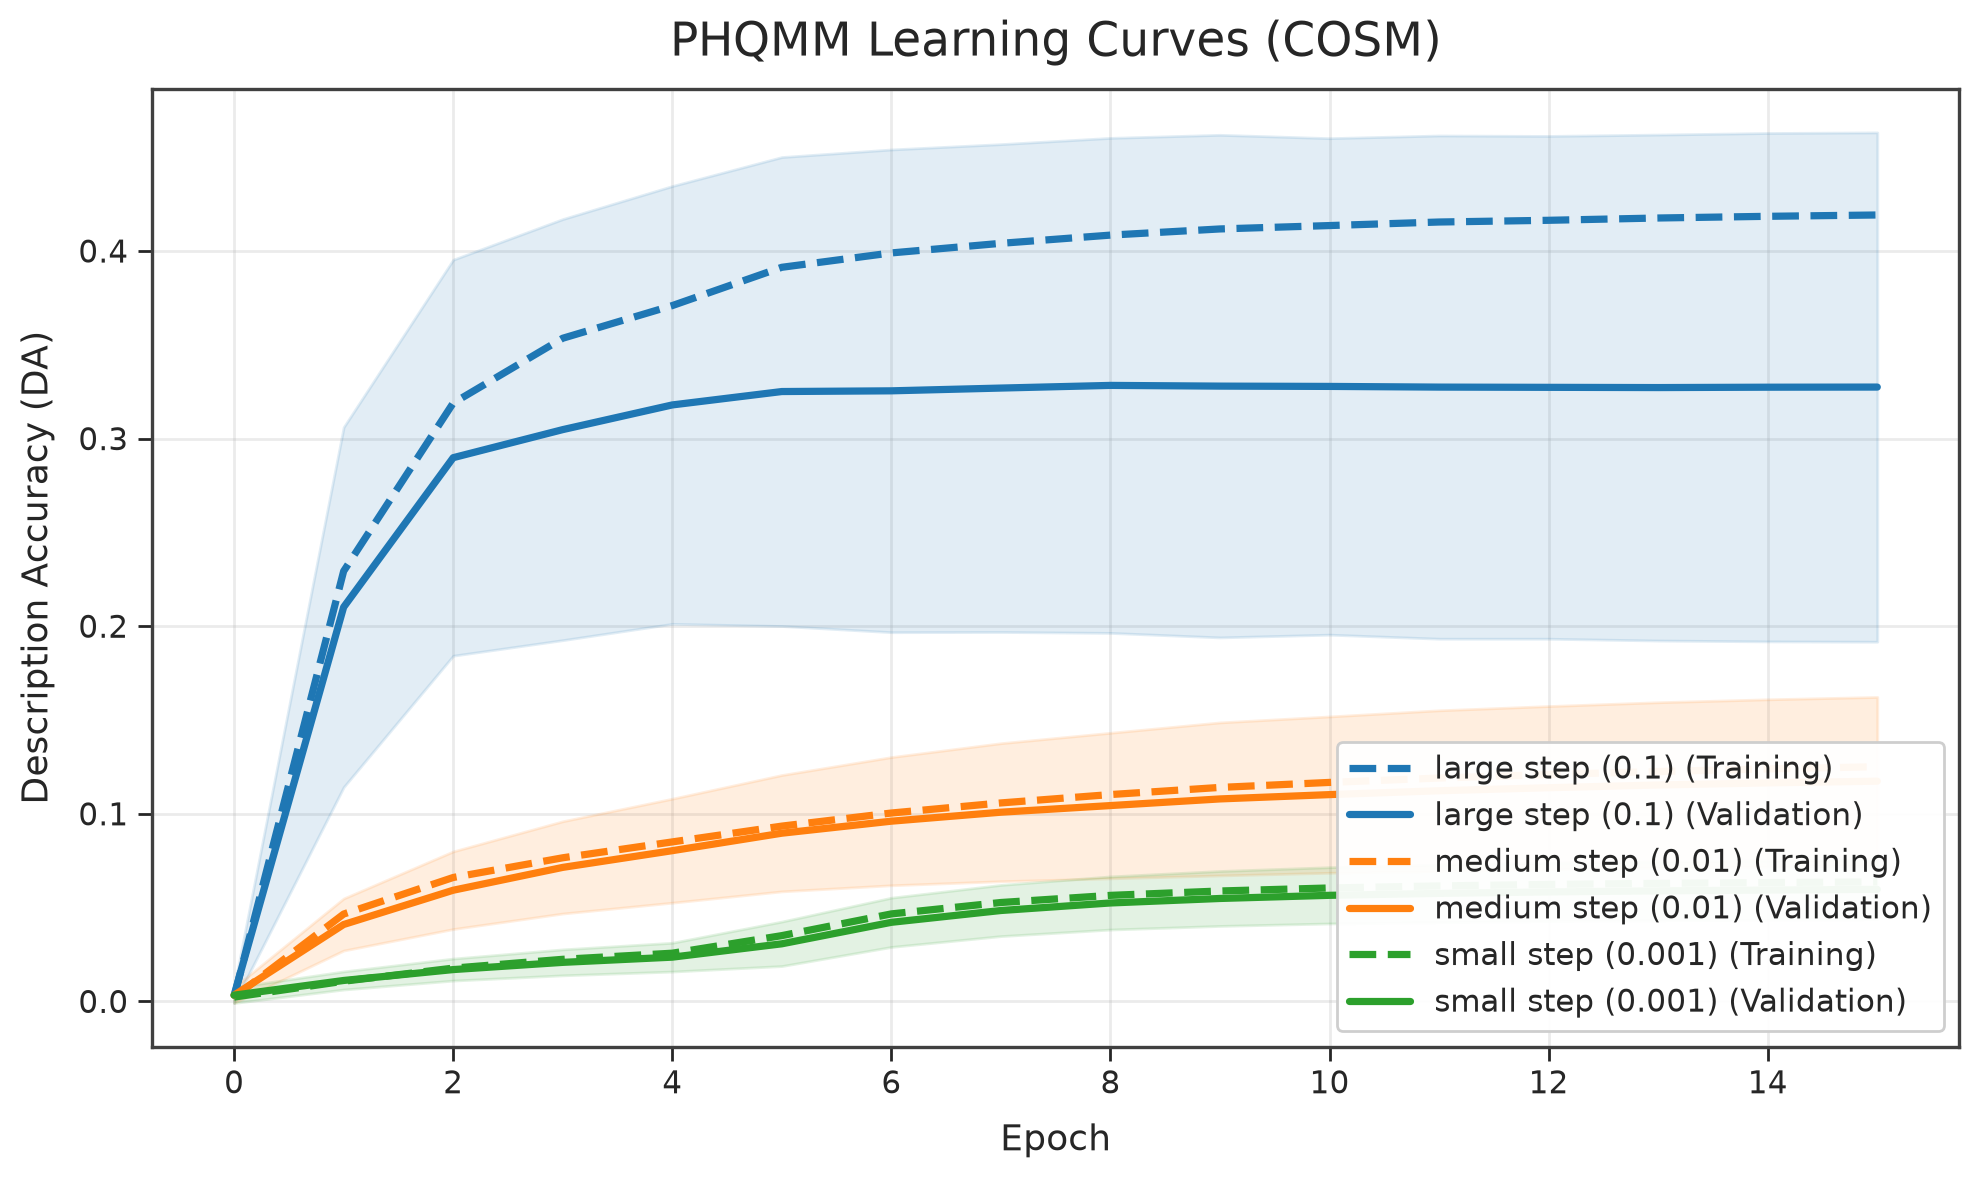 PHQMM Learning Curves (COSM)
Description Accuracy (DA)
0.4
0.3
0.2
0.1
0.0
large step (0.1) (Training)
large step (0.1) (Validation)
medium step (0.01) (Training)
medium step (0.01) (Validation)
small step (0.001) (Training)
small step (0.001) (Validation)
0 2 4 6 8 10 12 14
Epoch